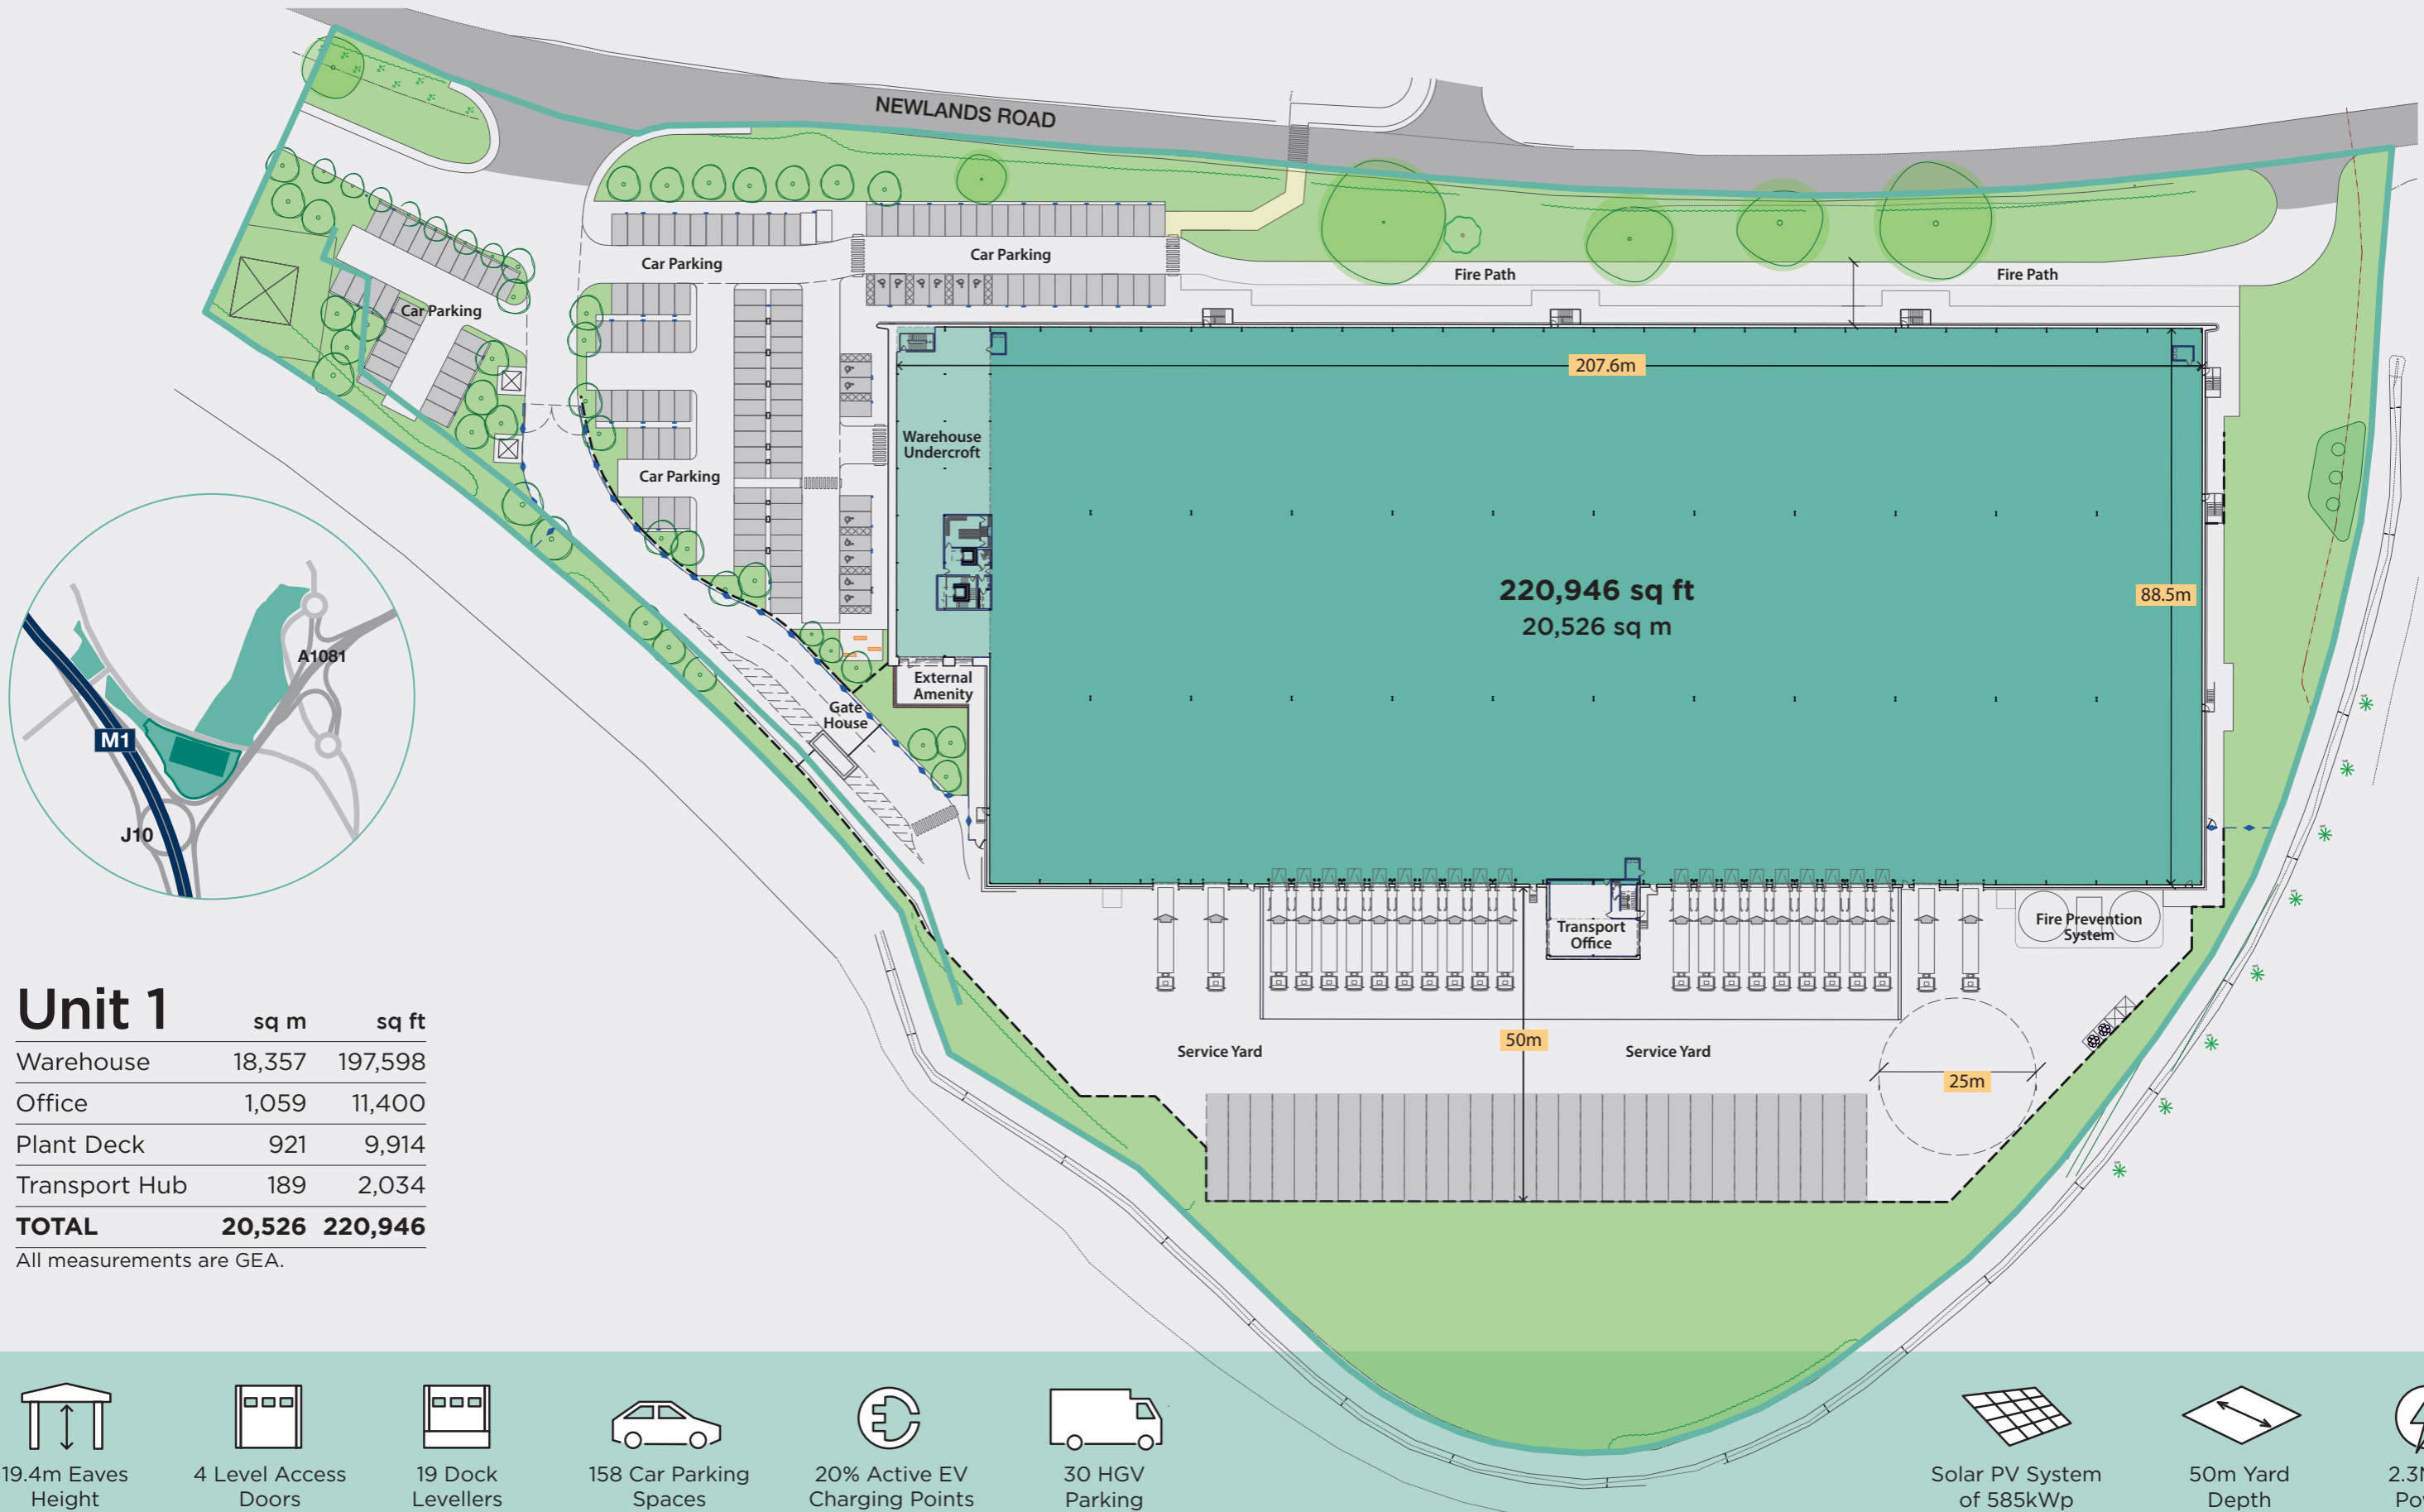 NEWLANDS ROAD
Car Parking
Car Parking
Fire Path
Fire Path
Car Parking
207.6m
Warehouse
Undercroft
Car Parking
220,946 sq ft
20,526 sq m
88.5m
A1081
M1
J10
External
Amenity
Gate
House
Transport
Office
Fire Prevention
System
Service Yard
50m
Service Yard
25m
Unit 1 sq m sq ft
Warehouse 18,357 197,598
Office 1,059 11,400
Plant Deck 921 9,914
Transport Hub 189 2,034
TOTAL 20,526 220,946
All measurements are GEA.
19.4m Eaves
Height
4 Level Access
Doors
19 Dock
Levellers
158 Car Parking
Spaces
20% Active EV
Charging Points
30 HGV
Parking
Solar PV System
of 585kWp
50m Yard
Depth